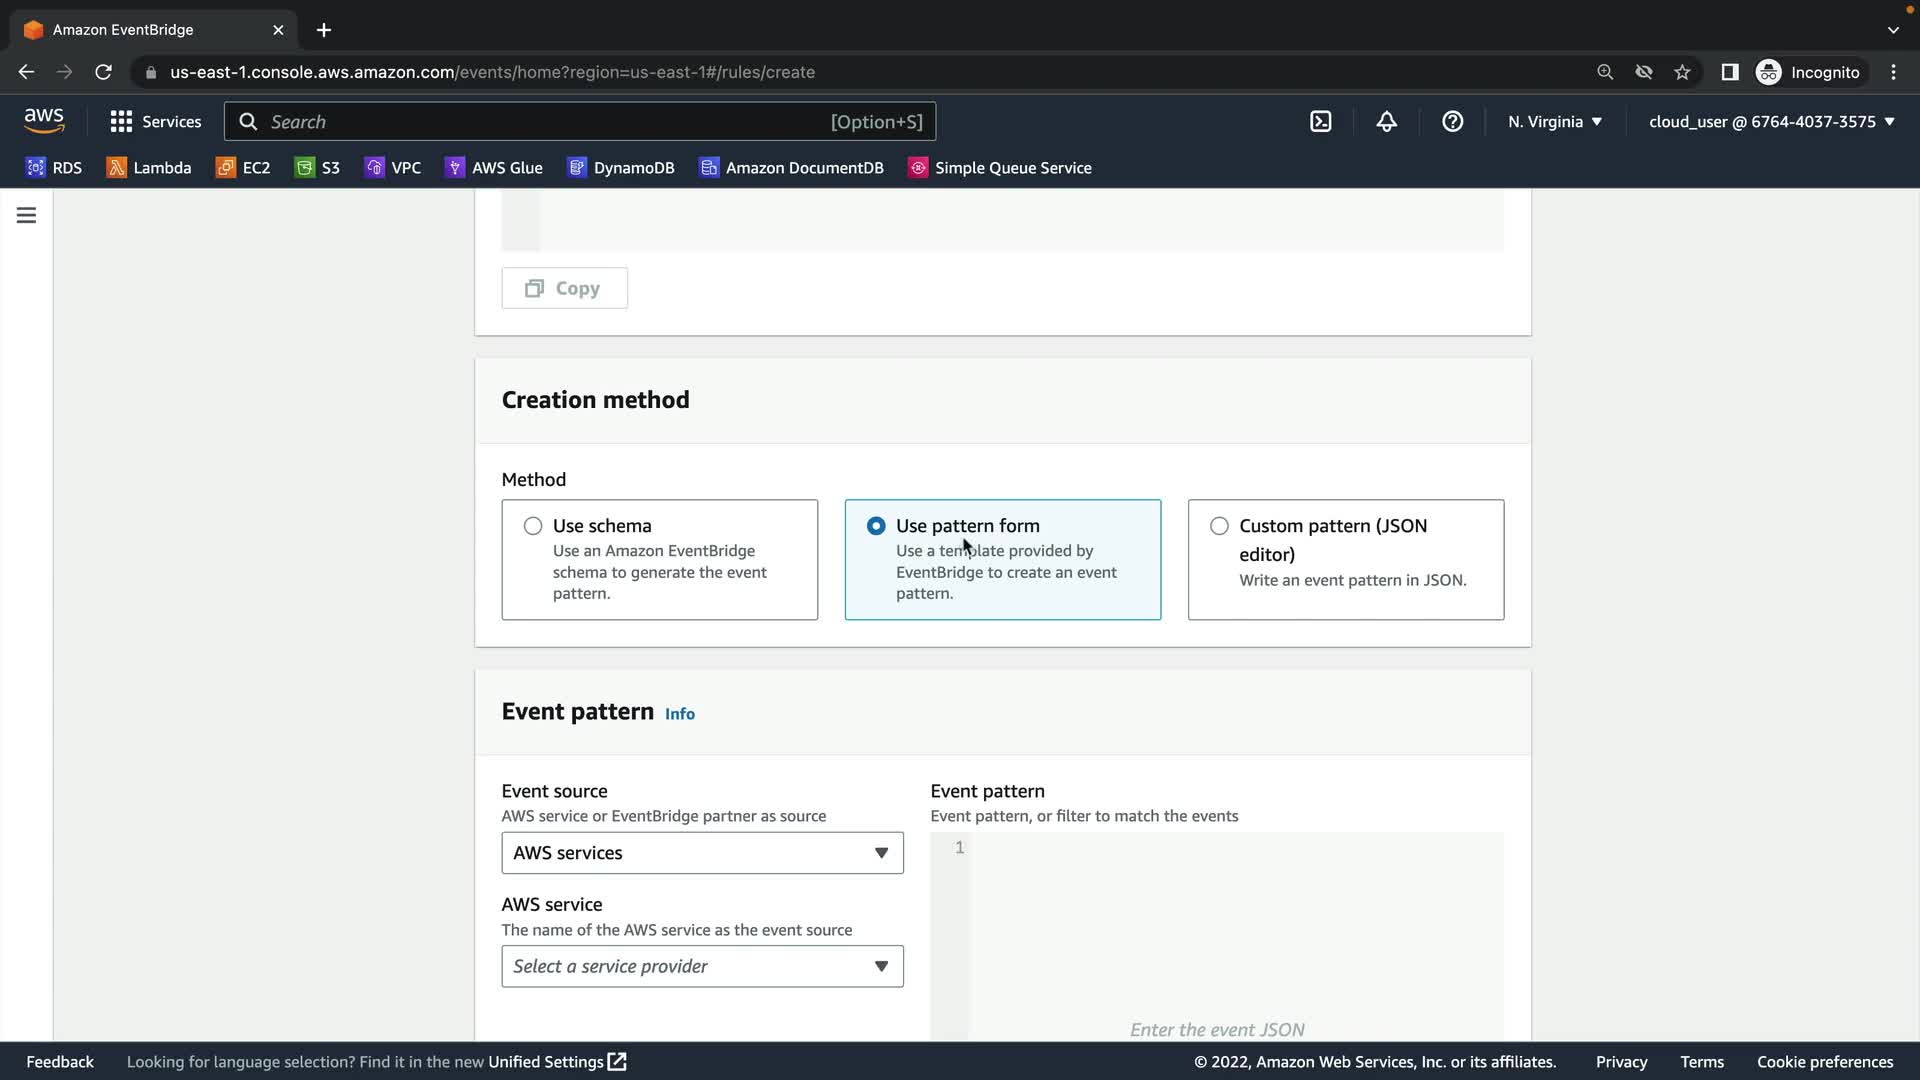 Amazon EventBridge
us-east-1.console.aws.amazon.com/events/home?region=us-east-1#/rules/create
Incognito
aws
Services
Search
[Option+S]
N. Virginia
cloud_user @ 6764-4037-3575
RDS
Lambda
EC2
S3
VPC
AWS Glue
DynamoDB
Amazon DocumentDB
Simple Queue Service
Copy
Creation method
Method
Use schema
Use an Amazon EventBridge
schema to generate the event
pattern.
Use pattern form
Use a template provided by
EventBridge to create an event
pattern.
Custom pattern (JSON
editor)
Write an event pattern in JSON.
Event pattern Info
Event source
AWS service or EventBridge partner as source
AWS services
AWS service
The name of the AWS service as the event source
Select a service provider
Event pattern
Event pattern, or filter to match the events
1
Enter the event JSON
Feedback
Looking for language selection? Find it in the new Unified Settings
© 2022, Amazon Web Services, Inc. or its affiliates.
Privacy
Terms
Cookie preferences